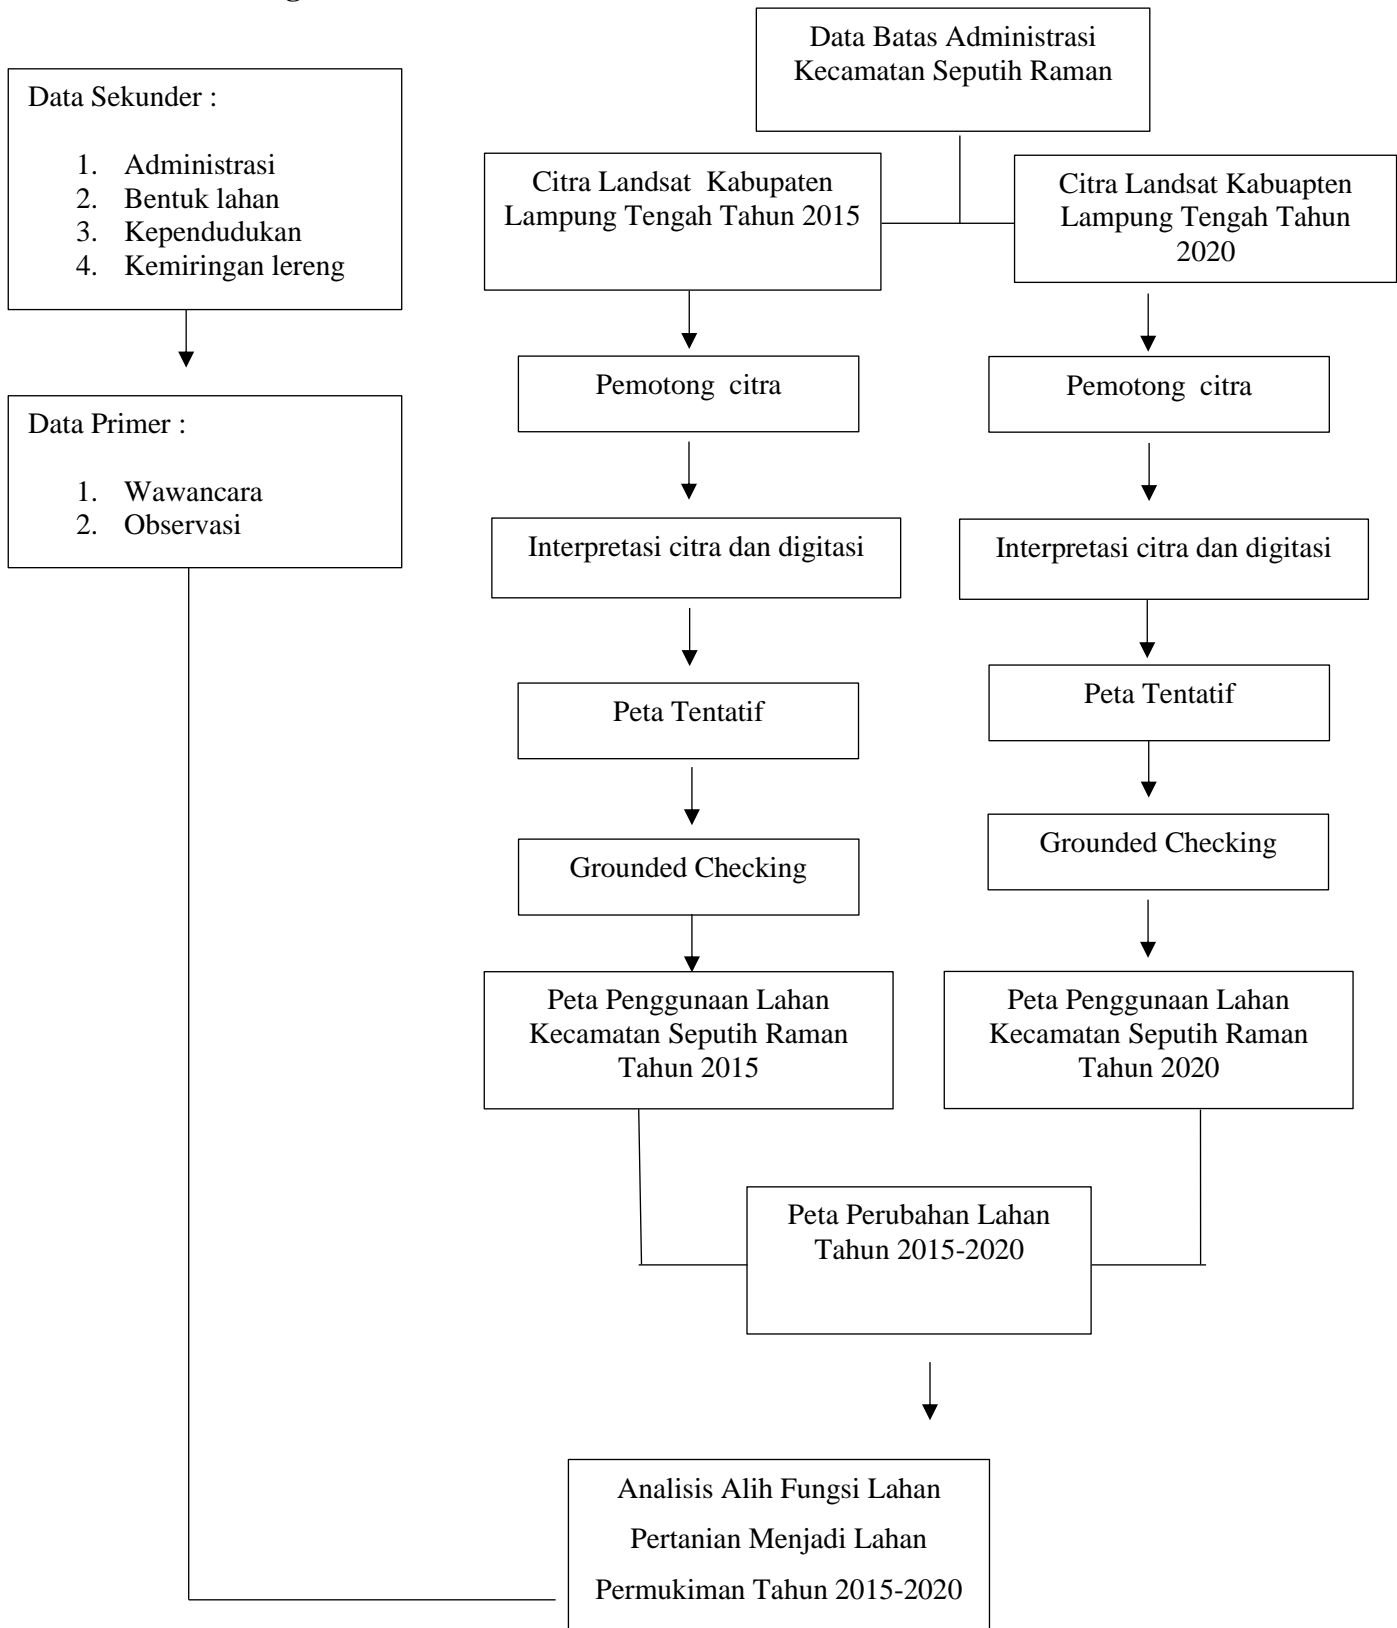 Data Batas Administrasi
Kecamatan Seputih Raman
Data Sekunder :
1. Administrasi
2. Bentuk lahan
3. Kependudukan
4. Kemiringan lereng
Citra Landsat Kabupaten
Lampung Tengah Tahun 2015
Citra Landsat Kabuapten
Lampung Tengah Tahun
2020
Pemotong citra
Pemotong citra
Data Primer :
1. Wawancara
2. Observasi
Interpretasi citra dan digitasi
Interpretasi citra dan digitasi
Peta Tentatif
Peta Tentatif
Grounded Checking
Grounded Checking
Peta Penggunaan Lahan
Kecamatan Seputih Raman
Tahun 2015
Peta Penggunaan Lahan
Kecamatan Seputih Raman
Tahun 2020
Peta Perubahan Lahan
Tahun 2015-2020
Analisis Alih Fungsi Lahan
Pertanian Menjadi Lahan
Permukiman Tahun 2015-2020